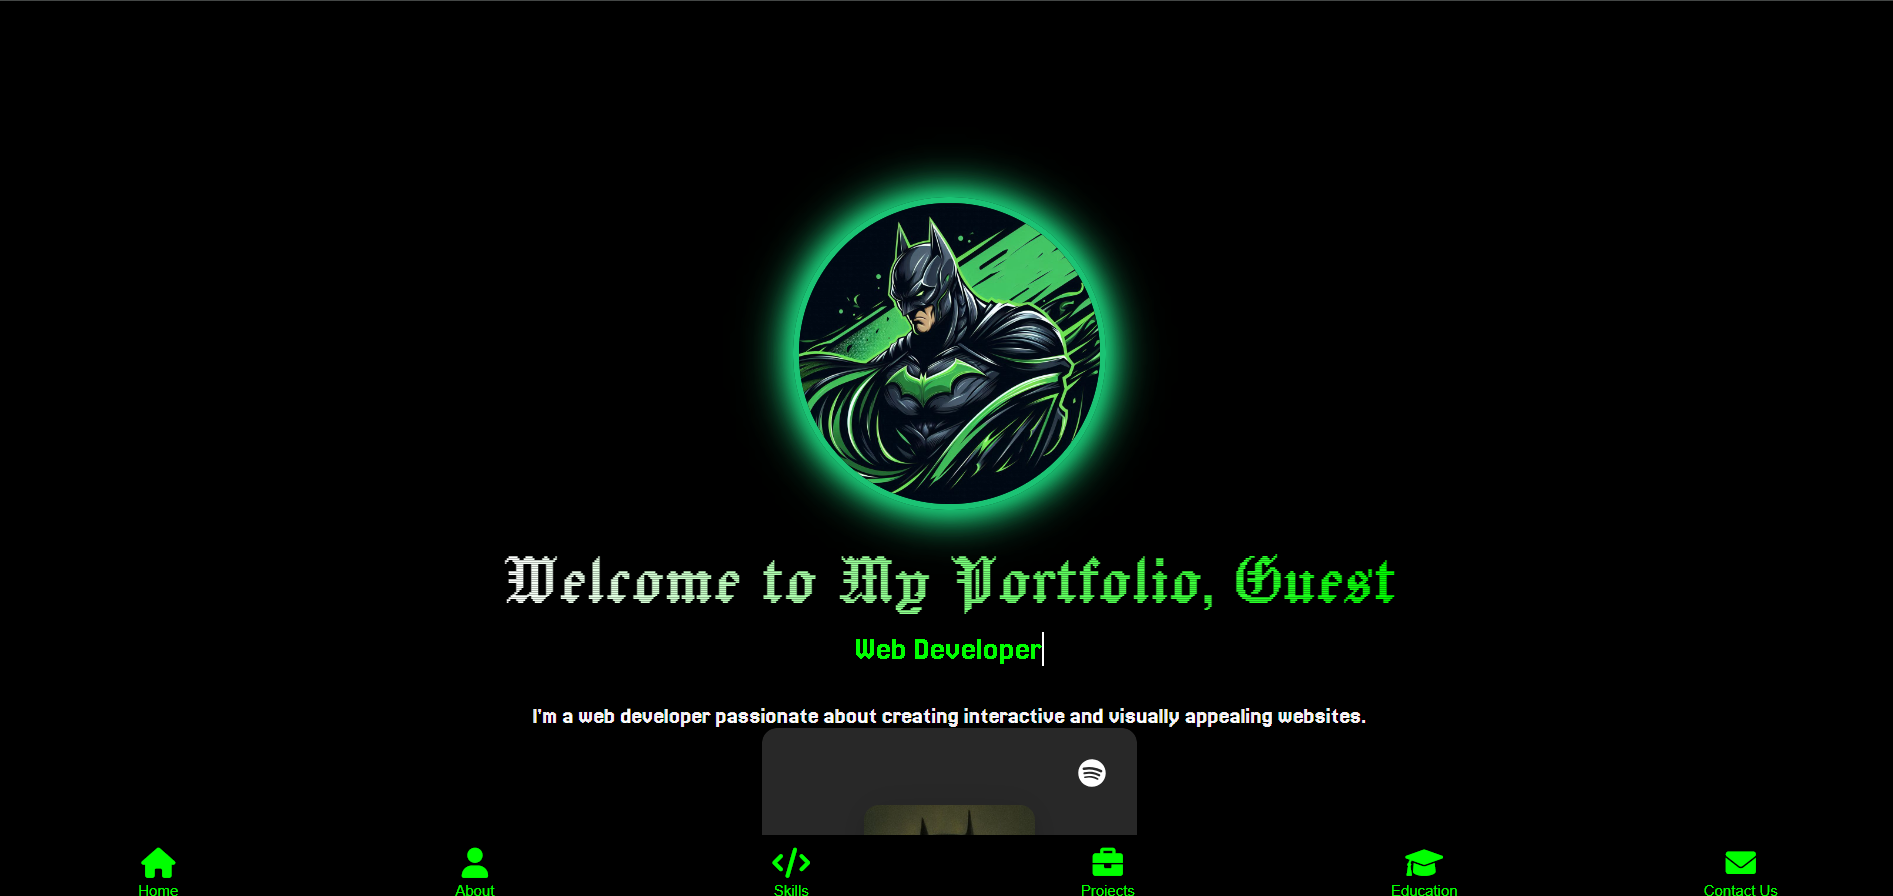 Welcome to My Portfolio, Guest
Web Developer
I'm a web developer passionate about creating interactive and visually appealing websites.
Home
About
Skills
Projects
Education
Contact Us